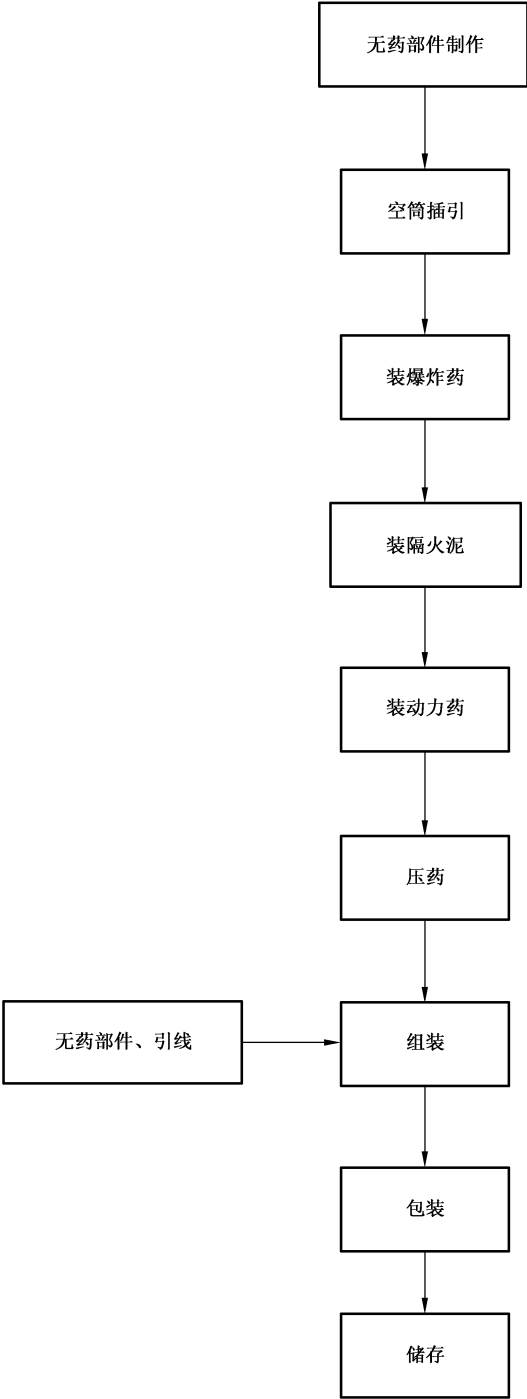 无药部件制作
空筒插引
装爆炸药
装隔火泥
装动力药
压药
无药部件、引线
组装
包装
储存